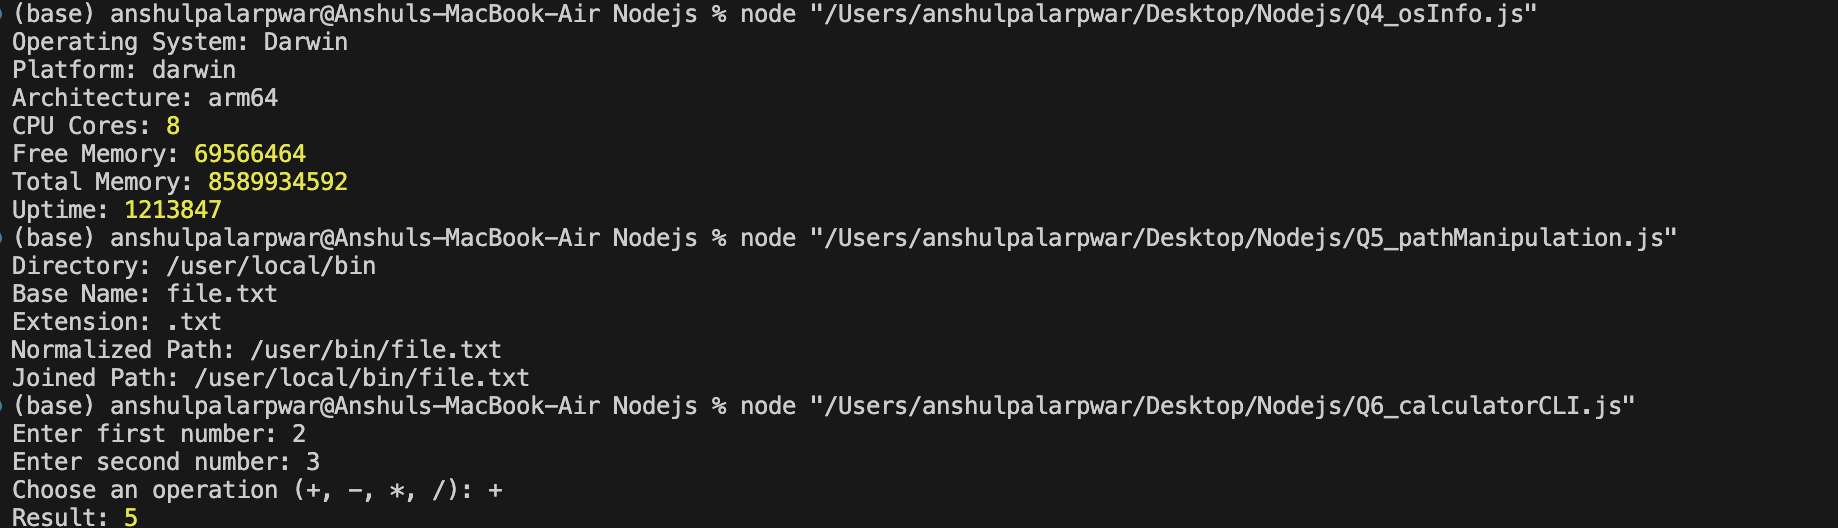 (base) anshulpalarpwar@Anshuls-MacBook-Air Nodejs % node "/Users/anshulpalarpwar/Desktop/Nodejs/Q4_osInfo.js"
Operating System: Darwin
Platform: darwin
Architecture: arm64
CPU Cores: 8
Free Memory: 69566464
Total Memory: 8589934592
Uptime: 1213847
(base) anshulpalarpwar@Anshuls-MacBook-Air Nodejs % node "/Users/anshulpalarpwar/Desktop/Nodejs/Q5_pathManipulation.js"
Directory: /user/local/bin
Base Name: file.txt
Extension: .txt
Normalized Path: /user/bin/file.txt
Joined Path: /user/local/bin/file.txt
(base) anshulpalarpwar@Anshuls-MacBook-Air Nodejs % node "/Users/anshulpalarpwar/Desktop/Nodejs/Q6_calculatorCLI.js"
Enter first number: 2
Enter second number: 3
Choose an operation (+, -, *, /): +
Result: 5